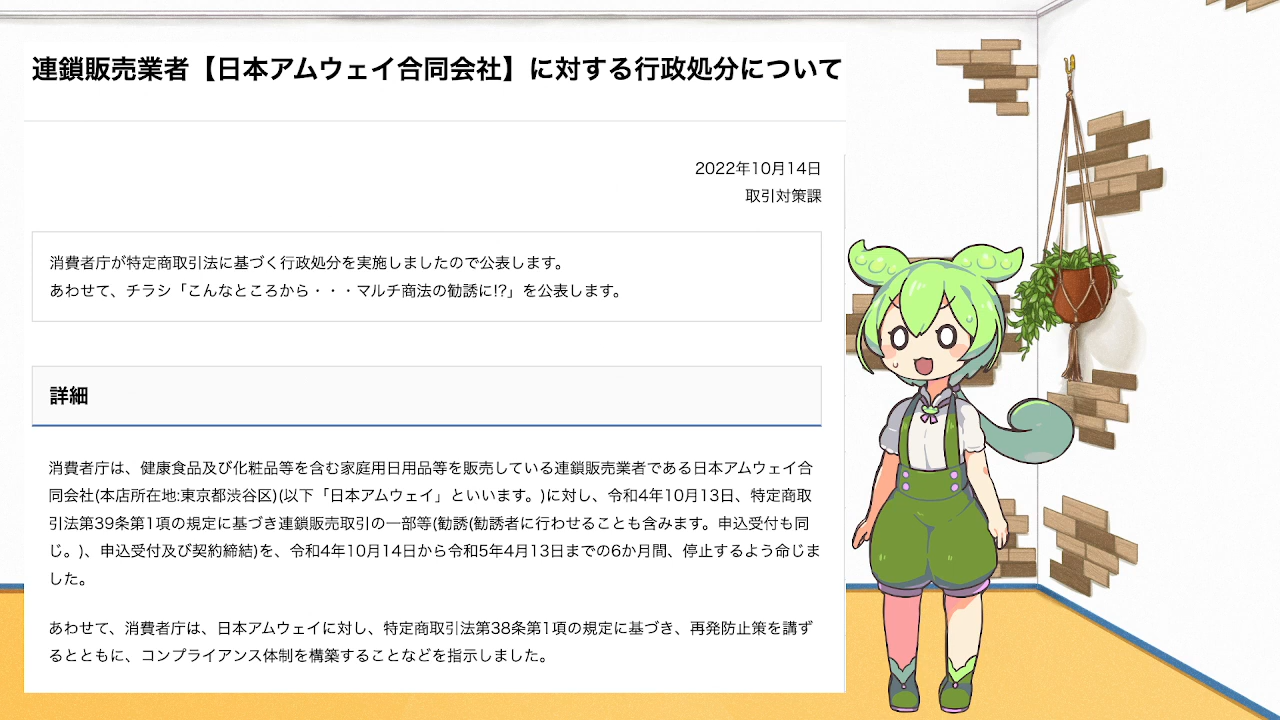 連鎖販売業者【日本アムウェイ合同会社】に対する行政処分について
2022年10月14日
取引対策課
消費者庁が特定商取引法に基づく行政処分を実施しましたので公表します。
あわせて、チラシ「こんなところから・・・マルチ商法の勧誘に!?」を公表します。
詳細
消費者庁は、健康食品及び化粧品等を含む家庭用日用品等を販売している連鎖販売業者である日本アムウェイ合
同会社(本店所在地:東京都渋谷区)(以下「日本アムウェイ」といいます。)に対し、令和4年10月13日、特定商取
引法第39条第1項の規定に基づき連鎖販売取引の一部等(勧誘(勧誘者に行わせることも含みます。申込受付も同
じ。)、申込受付及び契約締結)を、令和4年10月14日から令和5年4月13日までの6か月間、停止するよう命じま
した。
あわせて、消費者庁は、日本アムウェイに対し、特定商取引法第38条第1項の規定に基づき、再発防止策を講ず
るとともに、コンプライアンス体制を構築することなどを指示しました。